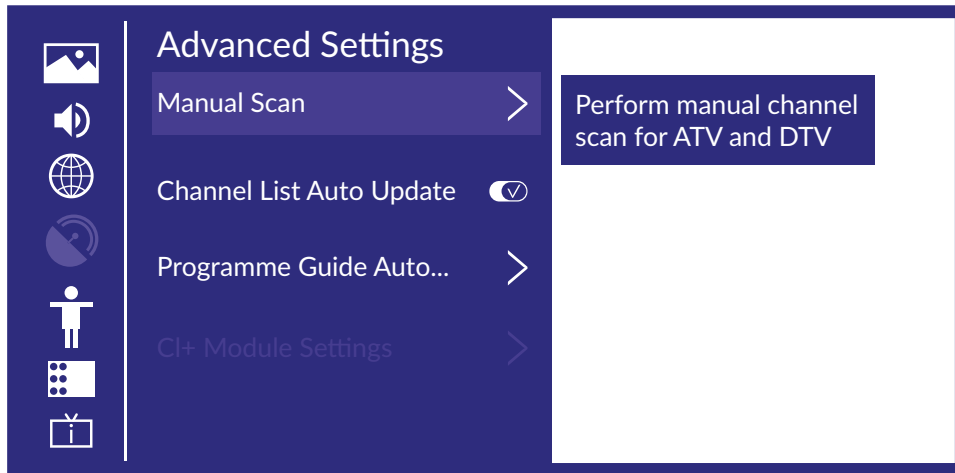 Advanced Settings
Manual Scan
Perform manual channel
scan for ATV and DTV
Channel List Auto Update
Programme Guide Auto...
CI+ Module Settings
i